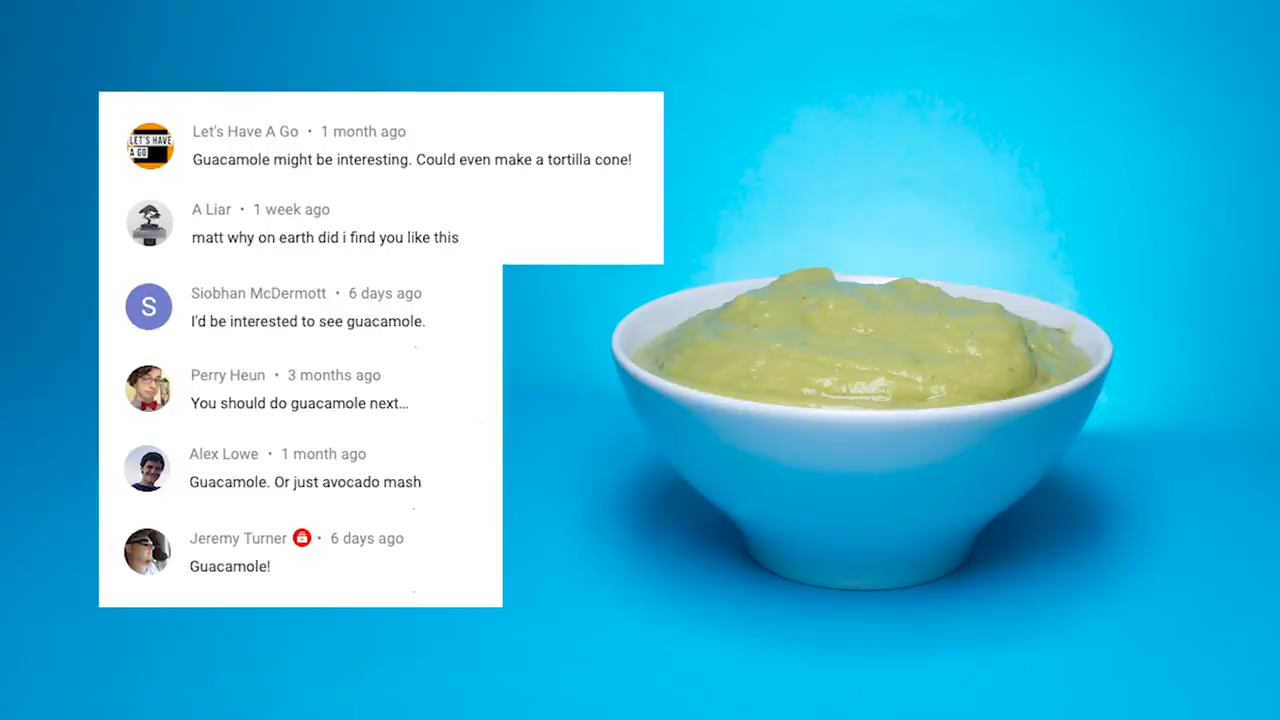 LET'S HAVE
A GO
Let's Have A Go • 1 month ago
Guacamole might be interesting. Could even make a tortilla cone!
A Liar • 1 week ago
matt why on earth did i find you like this
S
Siobhan McDermott • 6 days ago
I'd be interested to see guacamole.
Perry Heun • 3 months ago
You should do guacamole next…
Alex Lowe • 1 month ago
Guacamole. Or just avocado mash
Jeremy Turner • 6 days ago
Guacamole!